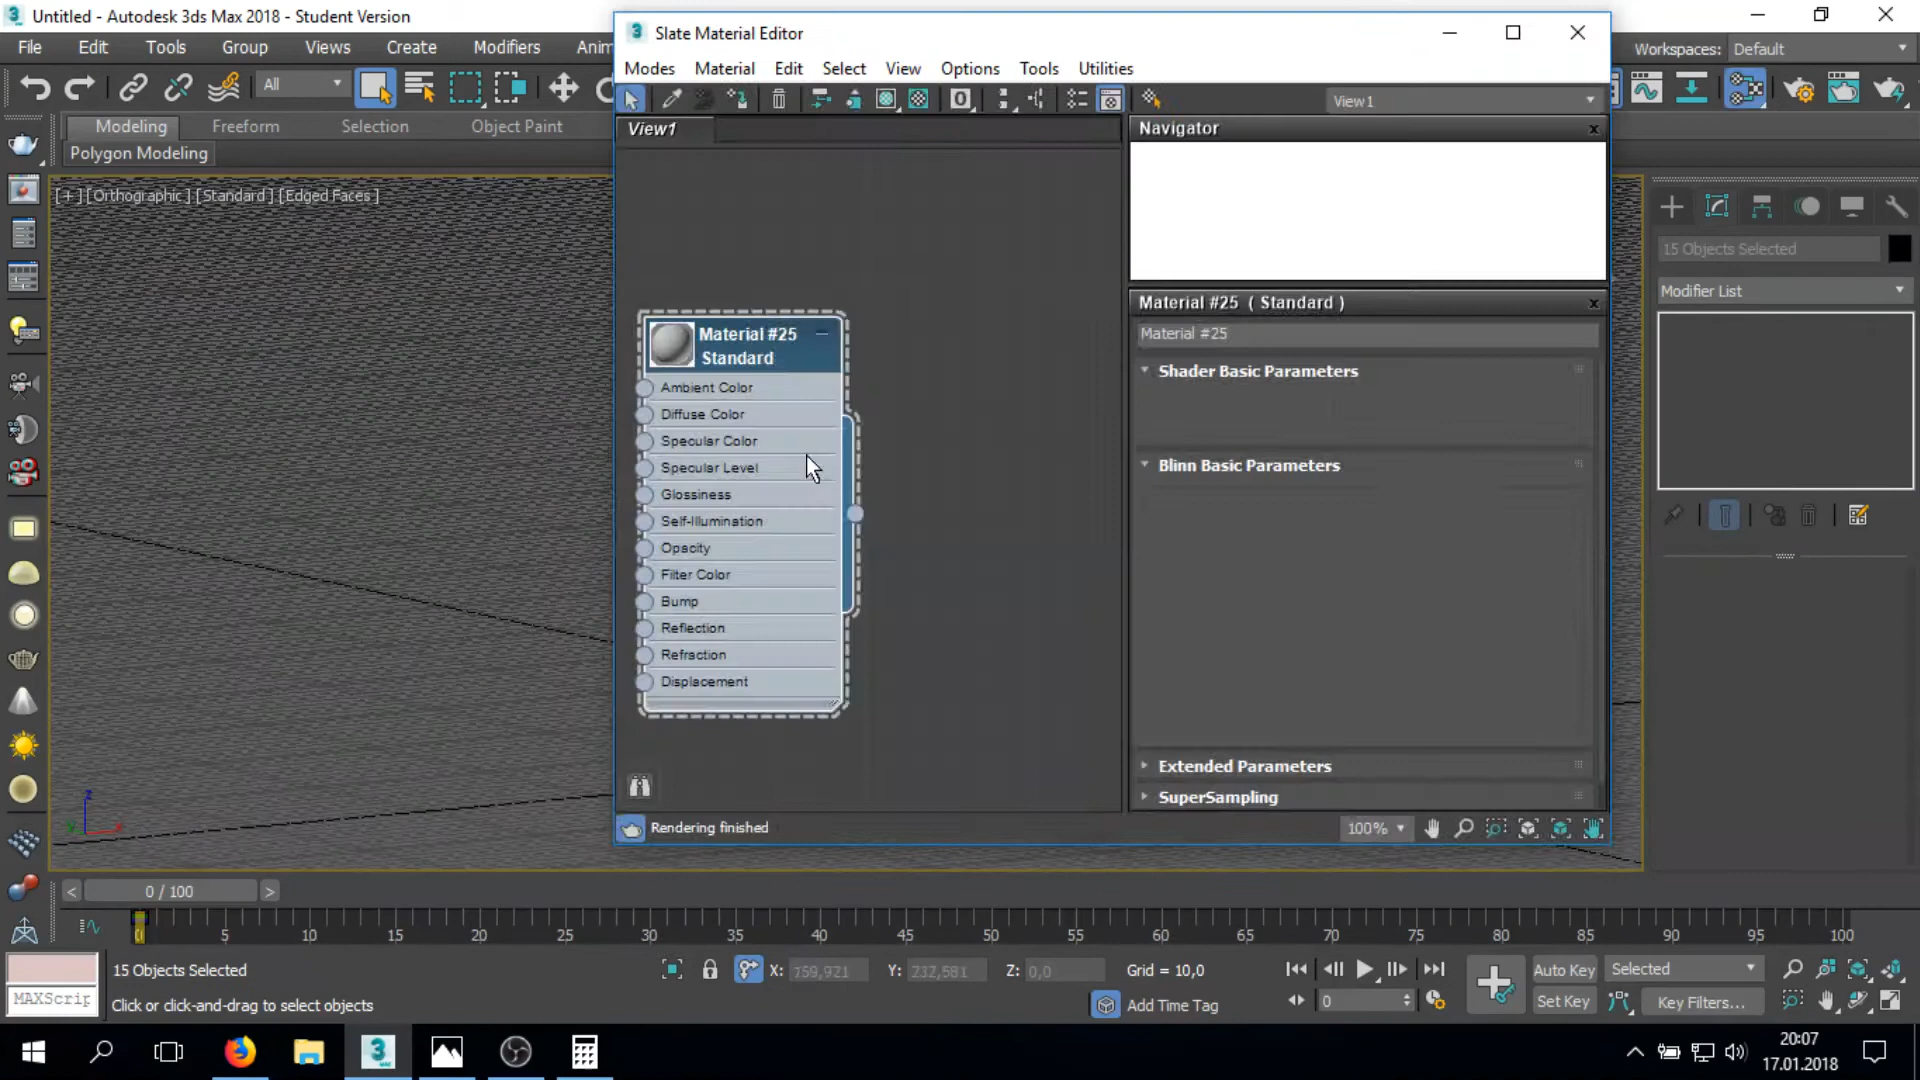 Untitled - Autodesk 3ds Max 2018 - Student Version
File Edit Tools Group Views Create Modifiers
Workspaces: Default
All
Modeling Freeform Selection Object Paint
Polygon Modeling
[+] [Orthographic] [Standard] [Edged Faces]
Slate Material Editor
Modes Material Edit Select View Options Tools Utilities
View1
View1
Navigator
Material #25 ( Standard )
Material #25
Shader Basic Parameters
Blinn Basic Parameters
Extended Parameters
SuperSampling
Material #25
Standard
Ambient Color
Diffuse Color
Specular Color
Specular Level
Glossiness
Self-Illumination
Opacity
Filter Color
Bump
Reflection
Refraction
Displacement
Rendering finished
100%
15 Objects Selected
Modifier List
z
x
< 0 / 100 >
0 5 10 15 20 25 30 35 40 45 50 55 60 65 70 75 80 85 90 95 100
15 Objects Selected
X: 759,921 Y: 232,581 Z: 0,0 Grid = 10,0
Auto Key Selected
MAXScrip
Click or click-and-drag to select objects
Add Time Tag
0
Set Key Key Filters...
20:07
17.01.2018